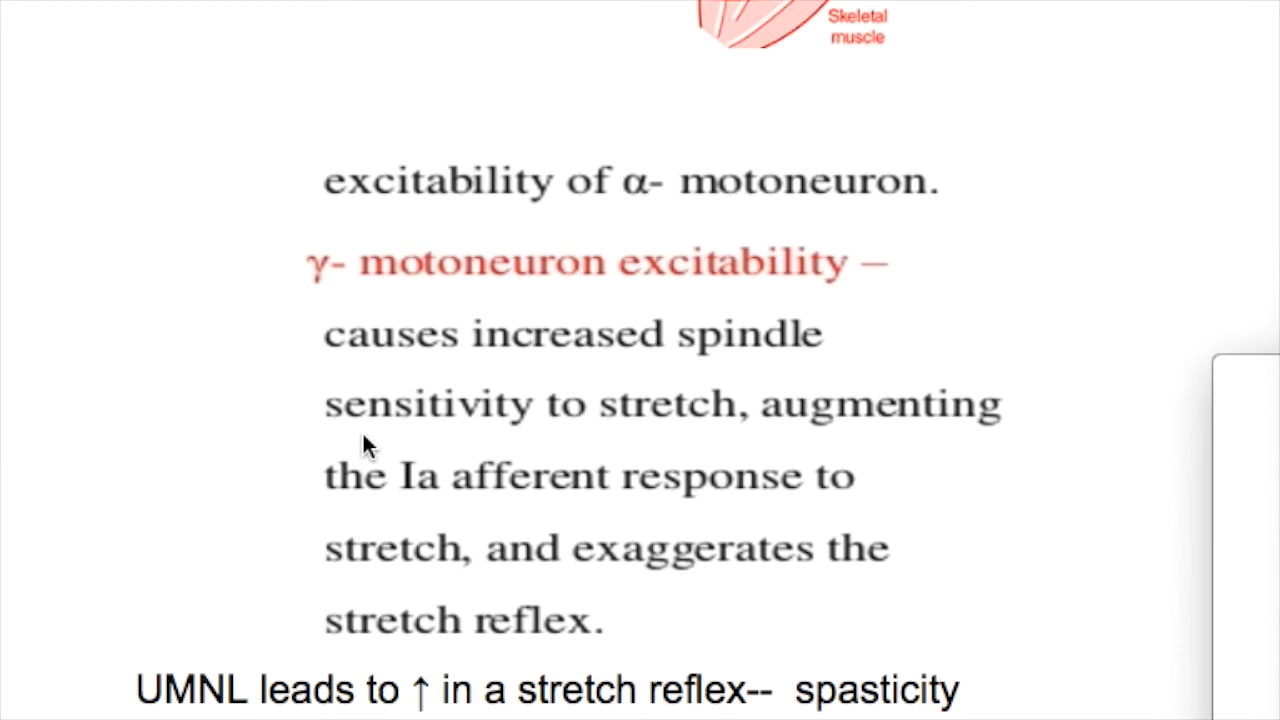 Skeletal
muscle
excitability of α- motoneuron.
γ- motoneuron excitability –
causes increased spindle
sensitivity to stretch, augmenting
the Ia afferent response to
stretch, and exaggerates the
stretch reflex.
UMNL leads to ↑ in a stretch reflex-- spasticity